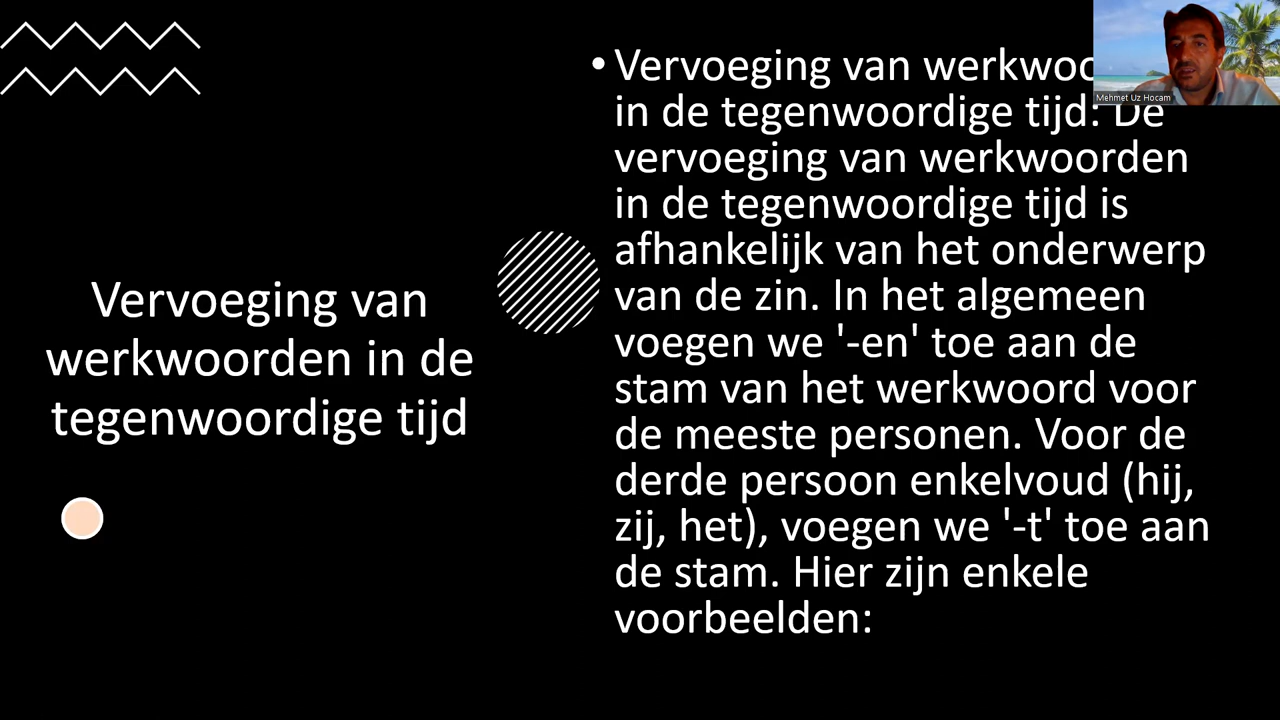 Vervoeging van
werkwoorden in de
tegenwoordige tijd
• Vervoeging van
in de tegenwoordige tijd: De
vervoeging van werkwoorden
in de tegenwoordige tijd is
afhankelijk van het onderwerp
van de zin. In het algemeen
voegen we '-en' toe aan de
stam van het werkwoord voor
de meeste personen. Voor de
derde persoon enkelvoud (hij,
zij, het), voegen we '-t' toe aan
de stam. Hier zijn enkele
voorbeelden:
Mehmet Uz Hocam